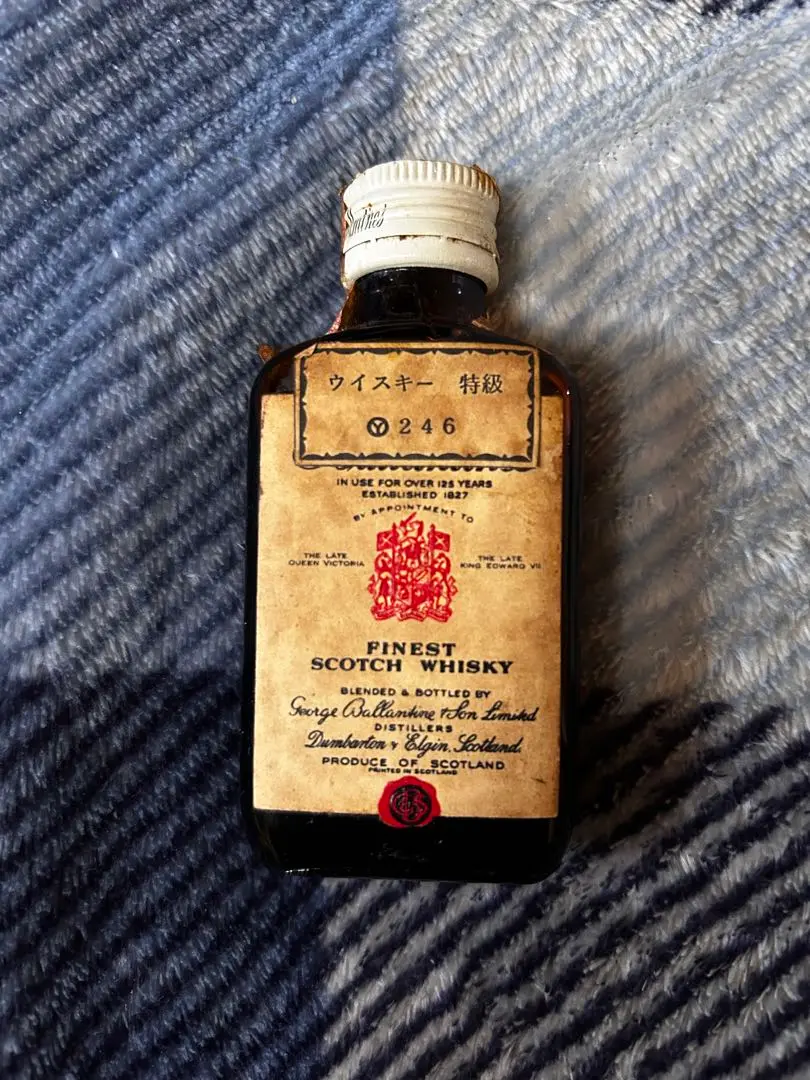 ウイスキー 特級
Ⓨ246
IN USE FOR OVER 125 YEARS
ESTABLISHED 1827
BY APPOINTMENT TO
THE LATE
QUEEN VICTORIA
THE LATE
KING EDWARD VII
FINEST
SCOTCH WHISKY
BLENDED & BOTTLED BY
George Ballantine & Son Limited
DISTILLERS
Dumbarton & Elgin, Scotland.
PRODUCE OF SCOTLAND
PRINTED IN SCOTLAND